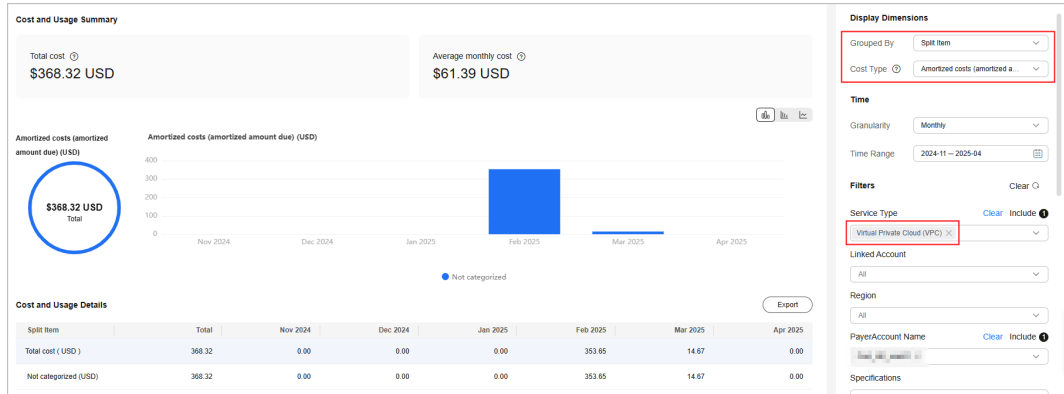 Cost and Usage Summary
Total cost
$368.32 USD
Average monthly cost
$61.39 USD
Amortized costs (amortized
amount due) (USD)
$368.32 USD
Total
Amortized costs (amortized amount due) (USD)
400
300
200
100
0
Nov 2024 Dec 2024 Jan 2025 Feb 2025 Mar 2025 Apr 2025
Not categorized
Cost and Usage Details
Export
Split Item Total Nov 2024 Dec 2024 Jan 2025 Feb 2025 Mar 2025 Apr 2025
Total cost ( USD ) 368.32 0.00 0.00 0.00 353.65 14.67 0.00
Not categorized (USD) 368.32 0.00 0.00 0.00 353.65 14.67 0.00
Display Dimensions
Grouped By Split Item
Cost Type Amortized costs (amortized a...
Time
Granularity Monthly
Time Range 2024-11 – 2025-04
Filters Clear
Service Type Clear Include 1
Virtual Private Cloud (VPC)
Linked Account
All
Region
All
PayerAccount Name Clear Include 1
Specifications